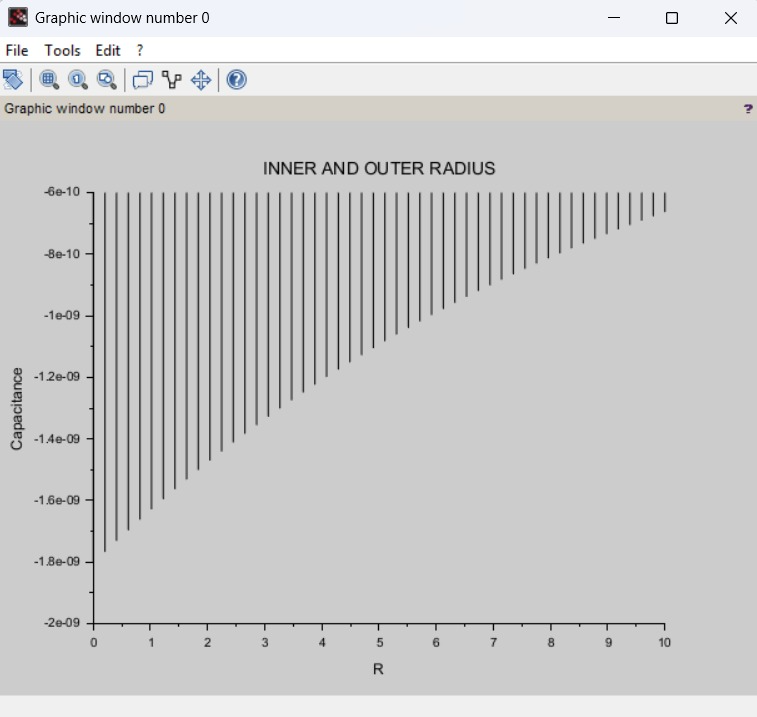 Graphic window number 0
File Tools Edit ?
Graphic window number 0 ?
INNER AND OUTER RADIUS
-6e-10
-8e-10
-1e-09
-1.2e-09
-1.4e-09
-1.6e-09
-1.8e-09
-2e-09
Capacitance
0 1 2 3 4 5 6 7 8 9 10
R